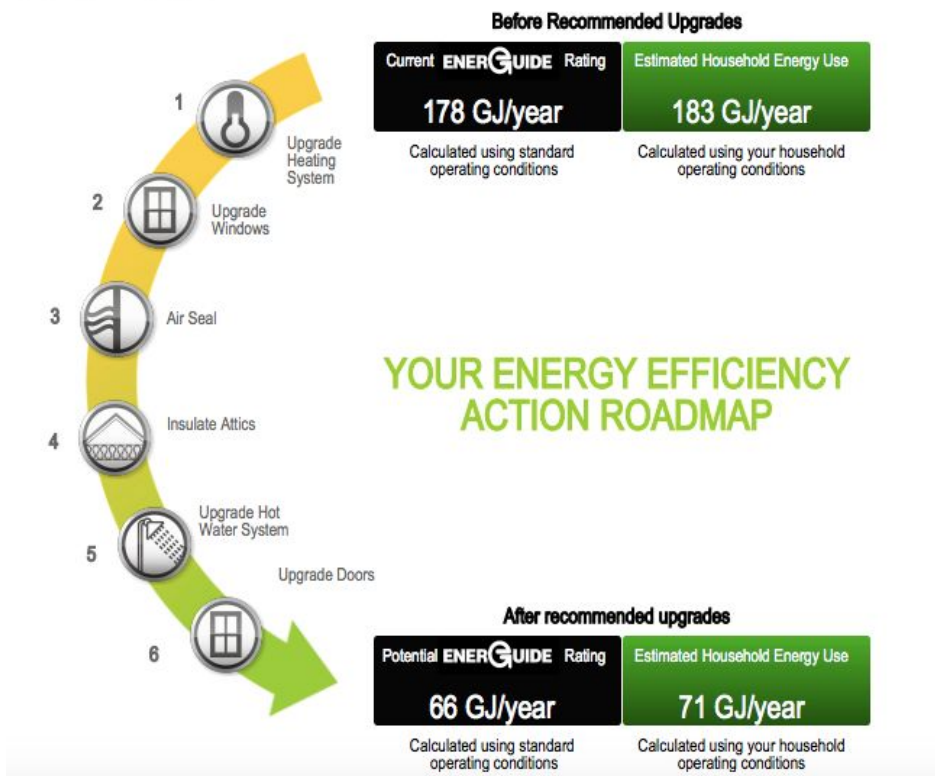 Before Recommended Upgrades
Current ENERGUIDE Rating
178 GJ/year
Calculated using standard
operating conditions
Estimated Household Energy Use
183 GJ/year
Calculated using your household
operating conditions
1
Upgrade
Heating
System
2
Upgrade
Windows
3
Air Seal
YOUR ENERGY EFFICIENCY
ACTION ROADMAP
4
Insulate Attics
5
Upgrade Hot
Water System
6
Upgrade Doors
After recommended upgrades
Potential ENERGUIDE Rating
66 GJ/year
Calculated using standard
operating conditions
Estimated Household Energy Use
71 GJ/year
Calculated using your household
operating conditions